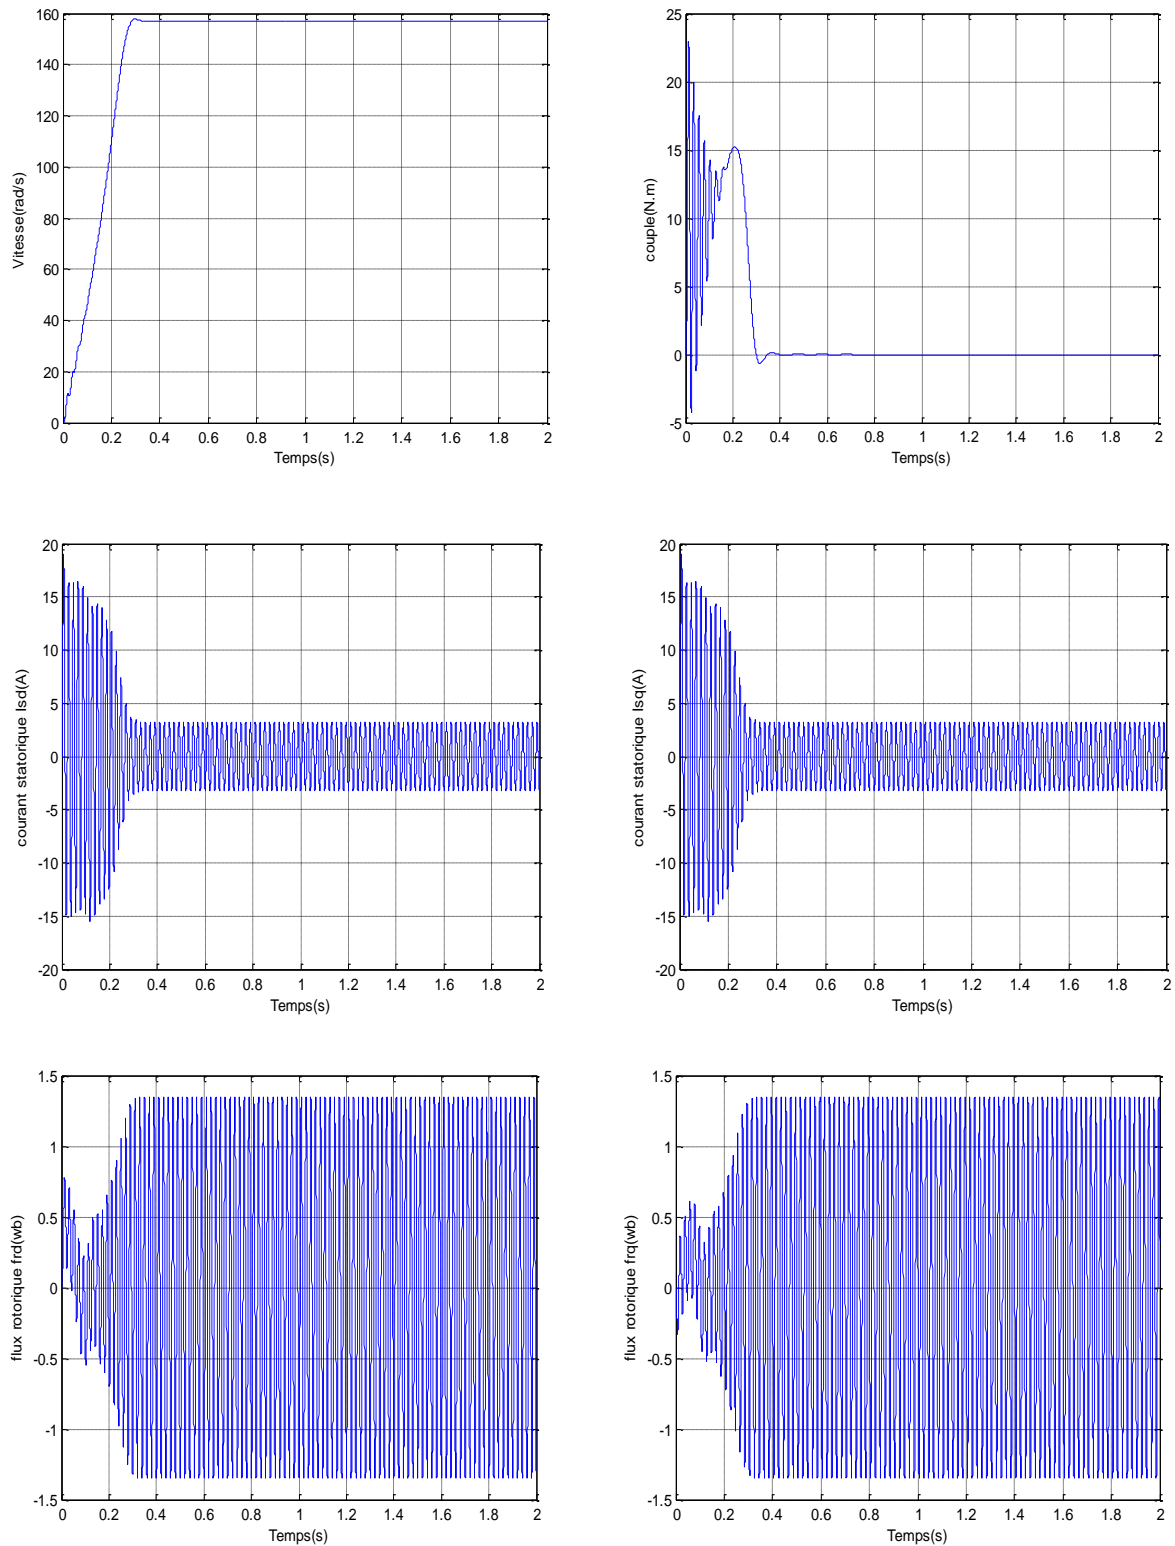 160
140
120
100
80
60
40
20
0
Vitesse(rad/s)
0 0.2 0.4 0.6 0.8 1 1.2 1.4 1.6 1.8 2
Temps(s)
25
20
15
10
5
0
-5
couple(N.m)
0 0.2 0.4 0.6 0.8 1 1.2 1.4 1.6 1.8 2
Temps(s)
20
15
10
5
0
-5
-10
-15
-20
courant statorique Isd(A)
0 0.2 0.4 0.6 0.8 1 1.2 1.4 1.6 1.8 2
Temps(s)
20
15
10
5
0
-5
-10
-15
-20
courant statorique Isq(A)
0 0.2 0.4 0.6 0.8 1 1.2 1.4 1.6 1.8 2
Temps(s)
1.5
1
0.5
0
-0.5
-1
-1.5
flux rotorique frd(wb)
0 0.2 0.4 0.6 0.8 1 1.2 1.4 1.6 1.8 2
Temps(s)
1.5
1
0.5
0
-0.5
-1
-1.5
flux rotorique frq(wb)
0 0.2 0.4 0.6 0.8 1 1.2 1.4 1.6 1.8 2
Temps(s)